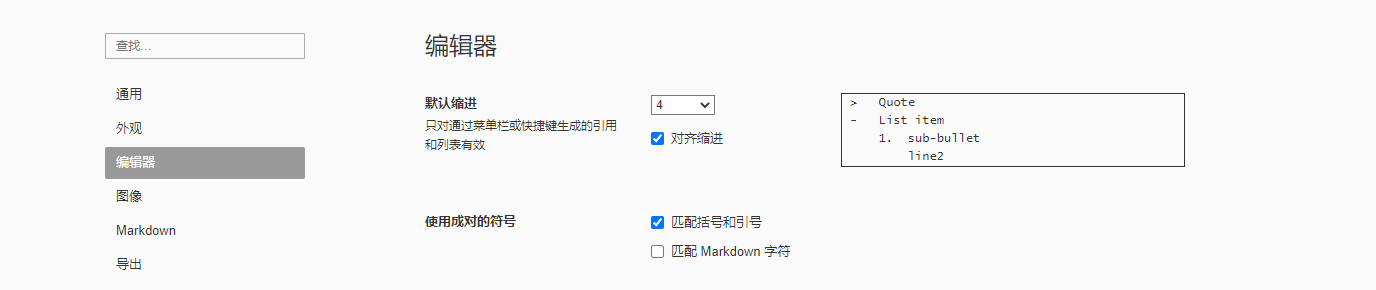 查找...
通用
外观
编辑器
图像
Markdown
导出
编辑器
默认缩进
只对通过菜单栏或快捷键生成的引用
和列表有效
4
对齐缩进
>   Quote
-   List item
    1.  sub-bullet
        line2
使用成对的符号
匹配括号和引号
匹配 Markdown 字符